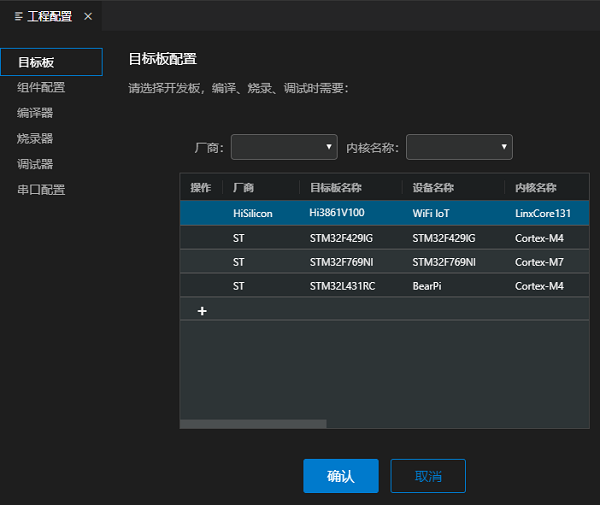 工程配置
目标板
组件配置
编译器
烧录器
调试器
串口配置
目标板配置
请选择开发板，编译、烧录、调试时需要：
厂商： 内核名称：
操作 厂商 目标板名称 设备名称 内核名称
HiSilicon Hi3861V100 WiFi IoT LinxCore131
ST STM32F429IG STM32F429IG Cortex-M4
ST STM32F769NI STM32F769NI Cortex-M7
ST STM32L431RC BearPi Cortex-M4
+
确认 取消